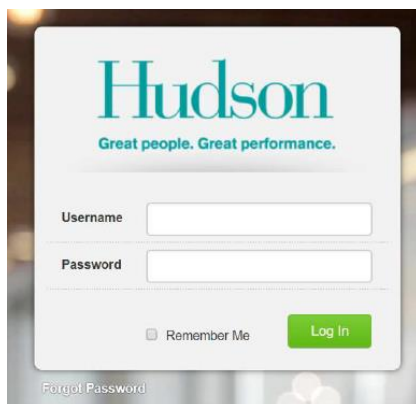 Hudson
Great people. Great performance.
Username
Password
Remember Me
Log In
Forgot Password